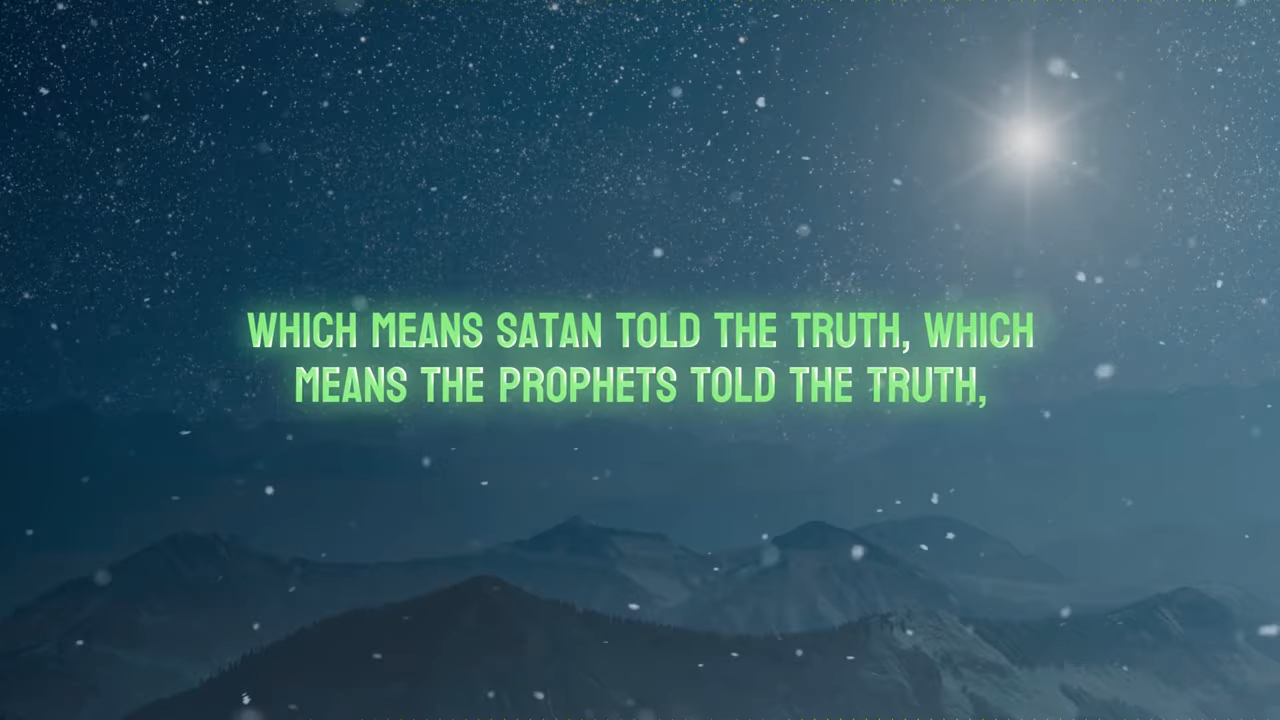 WHICH MEANS SATAN TOLD THE TRUTH, WHICH
MEANS THE PROPHETS TOLD THE TRUTH,